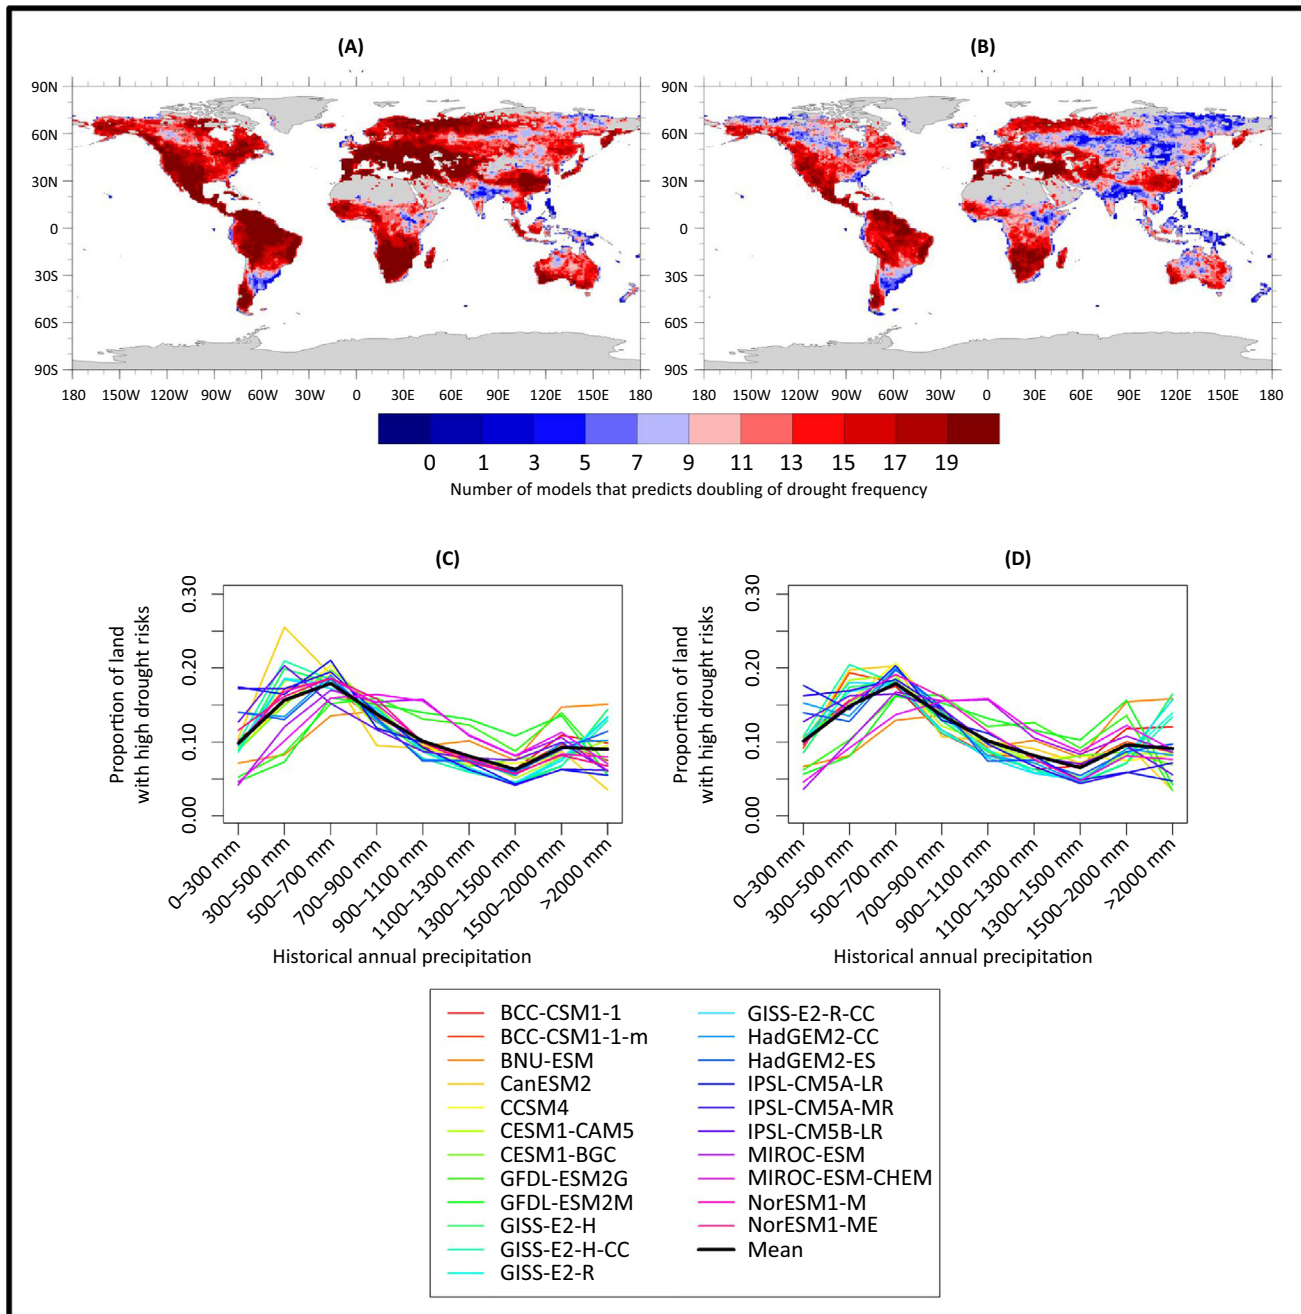 (A) (B)
90N 90N
60N 60N
30N 30N
0 0
30S 30S
60S 60S
90S 90S
180 150W 120W 90W 60W 30W 0 30E 60E 90E 120E 150E 180 180 150W 120W 90W 60W 30W 0 30E 60E 90E 120E 150E 180
0 1 3 5 7 9 11 13 15 17 19
Number of models that predicts doubling of drought frequency
(C)
Proportion of land
with high drought risks
0.30
0.20
0.10
0.00
0–300 mm
300–500 mm
500–700 mm
700–900 mm
900–1100 mm
1100–1300 mm
1300–1500 mm
1500–2000 mm
>2000 mm
Historical annual precipitation
(D)
Proportion of land
with high drought risks
0.30
0.20
0.10
0.00
0–300 mm
300–500 mm
500–700 mm
700–900 mm
900–1100 mm
1100–1300 mm
1300–1500 mm
1500–2000 mm
>2000 mm
Historical annual precipitation
BCC-CSM1-1
BCC-CSM1-1-m
BNU-ESM
CanESM2
CCSM4
CESM1-CAM5
CESM1-BGC
GFDL-ESM2G
GFDL-ESM2M
GISS-E2-H
GISS-E2-H-CC
GISS-E2-R
GISS-E2-R-CC
HadGEM2-CC
HadGEM2-ES
IPSL-CM5A-LR
IPSL-CM5A-MR
IPSL-CM5B-LR
MIROC-ESM
MIROC-ESM-CHEM
NorESM1-M
NorESM1-ME
Mean